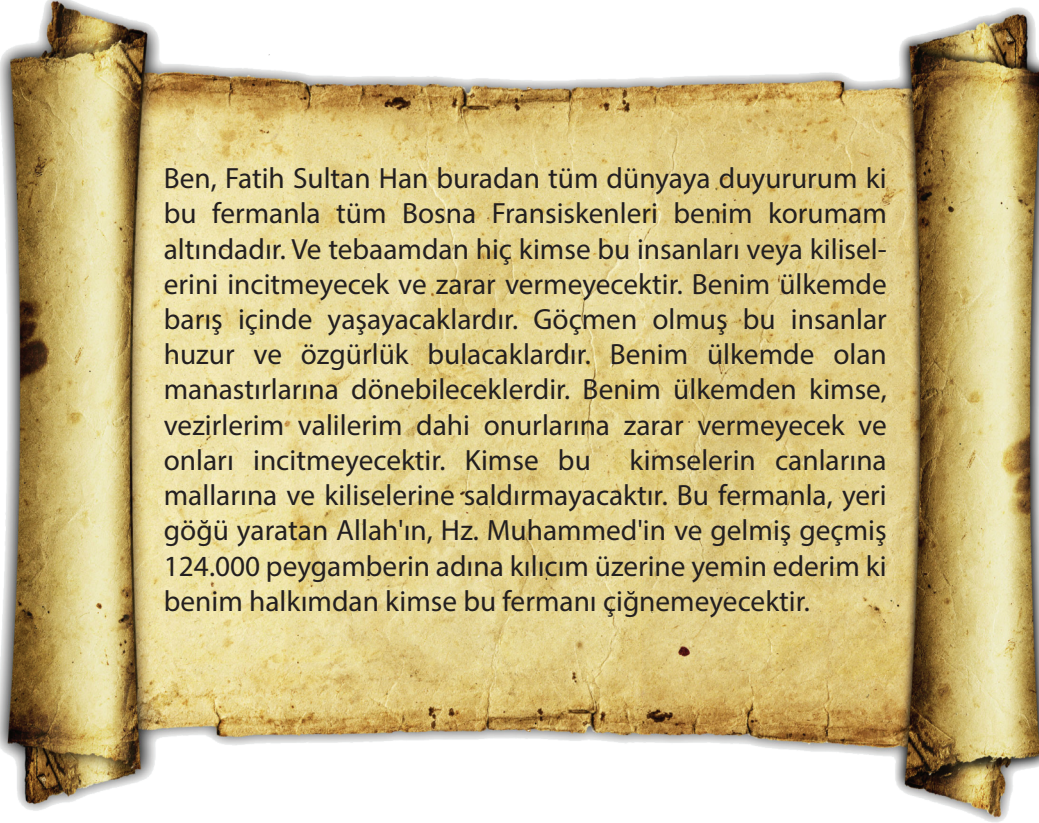 Ben, Fatih Sultan Han buradan tüm dünyaya duyururum ki
bu fermanla tüm Bosna Fransiskenleri benim korumam
altındadır. Ve tebaamdan hiç kimse bu insanları veya kilisel-
erini incitmeyecek ve zarar vermeyecektir. Benim ülkemde
barış içinde yaşayacaklardır. Göçmen olmuş bu insanlar
huzur ve özgürlük bulacaklardır. Benim ülkemde olan
manastırlarına dönebileceklerdir. Benim ülkemden kimse,
vezirlerim valilerim dahi onurlarına zarar vermeyecek ve
onları incitmeyecektir. Kimse bu kimselerin canlarına
mallarına ve kiliselerine saldırmayacaktır. Bu fermanla, yeri
göğü yaratan Allah'ın, Hz. Muhammed'in ve gelmiş geçmiş
124.000 peygamberin adına kılıcım üzerine yemin ederim ki
benim halkımdan kimse bu fermanı çiğnemeyecektir.